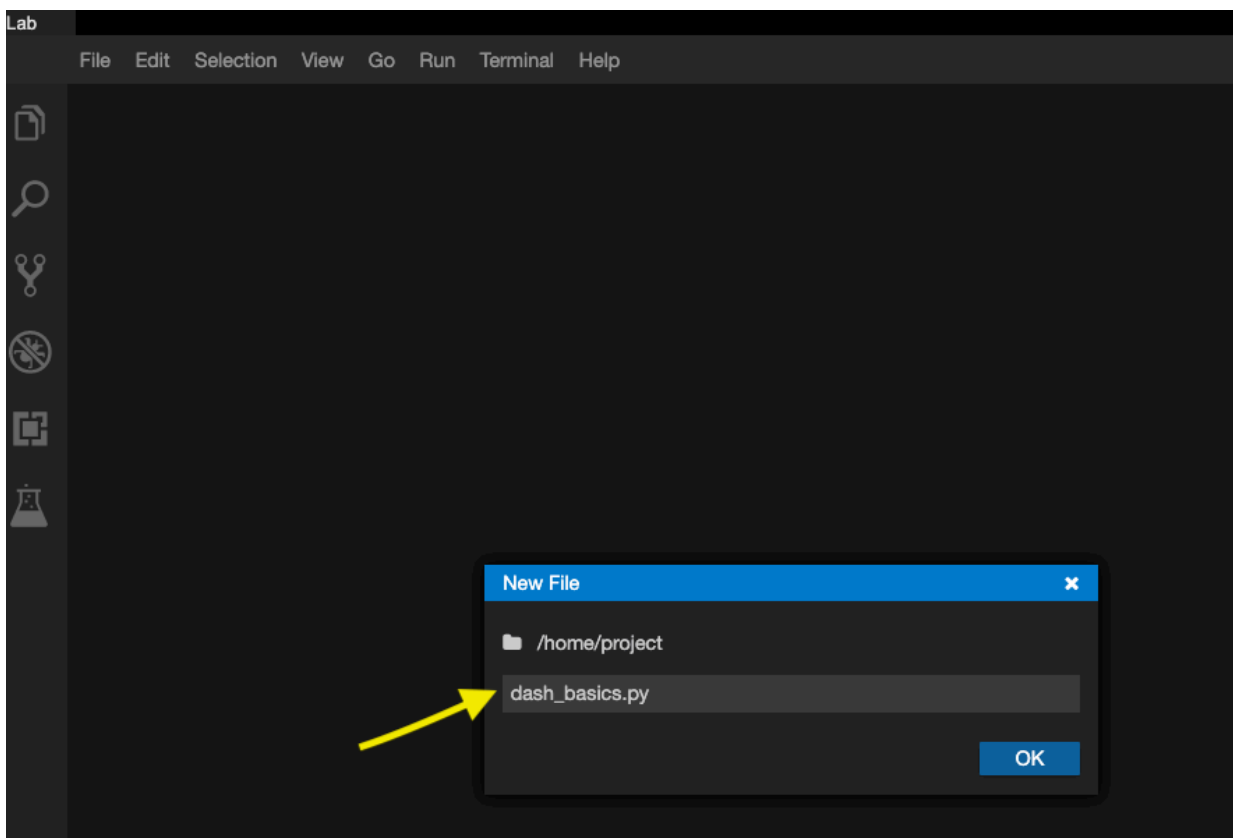 Lab
File Edit Selection View Go Run Terminal Help
New File
/home/project
dash_basics.py
OK